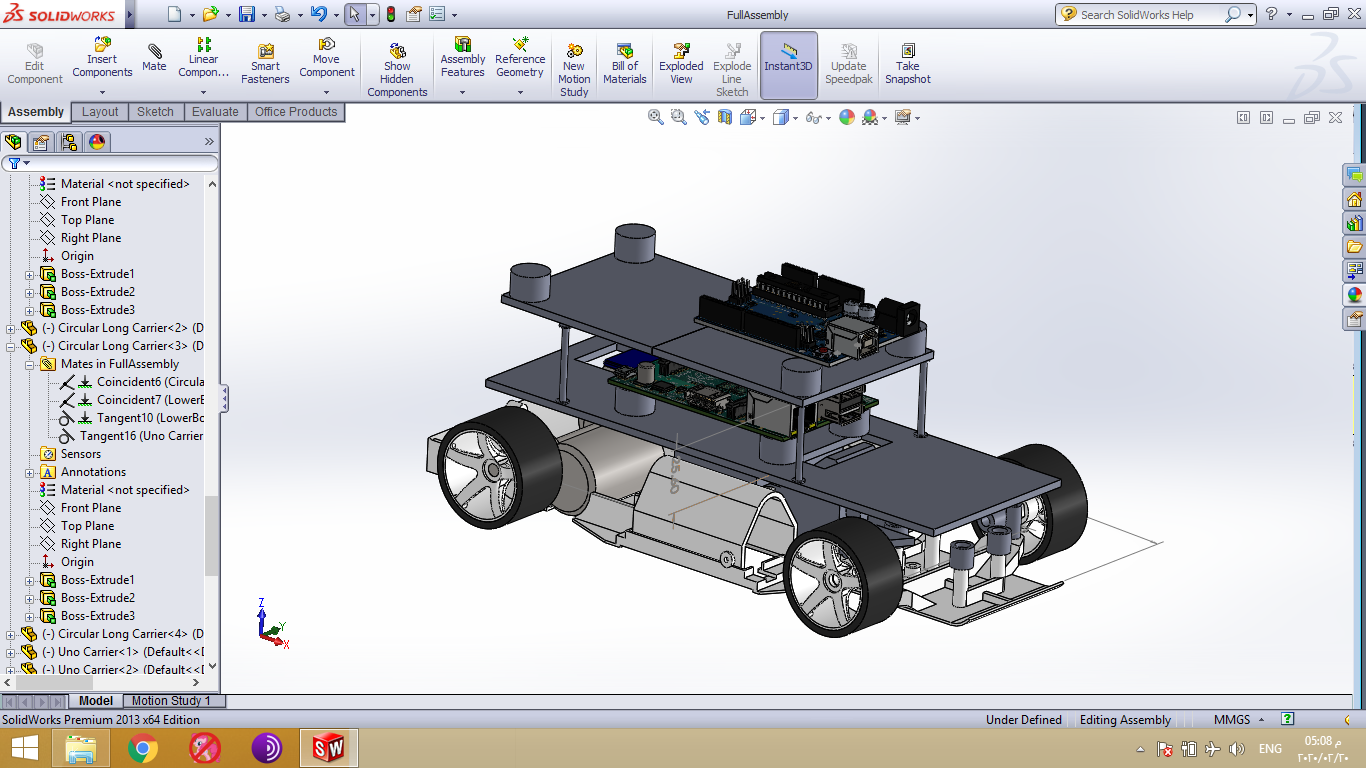 SOLIDWORKS
FullAssembly
Search SolidWorks Help
Edit Component
Insert Components
Mate
Linear Compon...
Smart Fasteners
Move Component
Show Hidden Components
Assembly Features
Reference Geometry
New Motion Study
Bill of Materials
Exploded View
Explode Line Sketch
Instant3D
Update Speedpak
Take Snapshot
Assembly
Layout
Sketch
Evaluate
Office Products
Material <not specified>
Front Plane
Top Plane
Right Plane
Origin
Boss-Extrude1
Boss-Extrude2
Boss-Extrude3
(-) Circular Long Carrier<2> (D
(-) Circular Long Carrier<3> (D
Mates in FullAssembly
Coincident6 (Circula
Coincident7 (LowerB
Tangent10 (LowerBo
Tangent16 (Uno Carrier
Sensors
Annotations
Material <not specified>
Front Plane
Top Plane
Right Plane
Origin
Boss-Extrude1
Boss-Extrude2
Boss-Extrude3
(-) Circular Long Carrier<4> (D
(-) Uno Carrier<1> (Default<<D
(-) Uno Carrier<2> (Default<<D
Z
Y
X
Model
Motion Study 1
SolidWorks Premium 2013 x64 Edition
Under Defined
Editing Assembly
MMGS
SW
ENG
05:08 م
٢٠٢٠/٠٢/٢٠